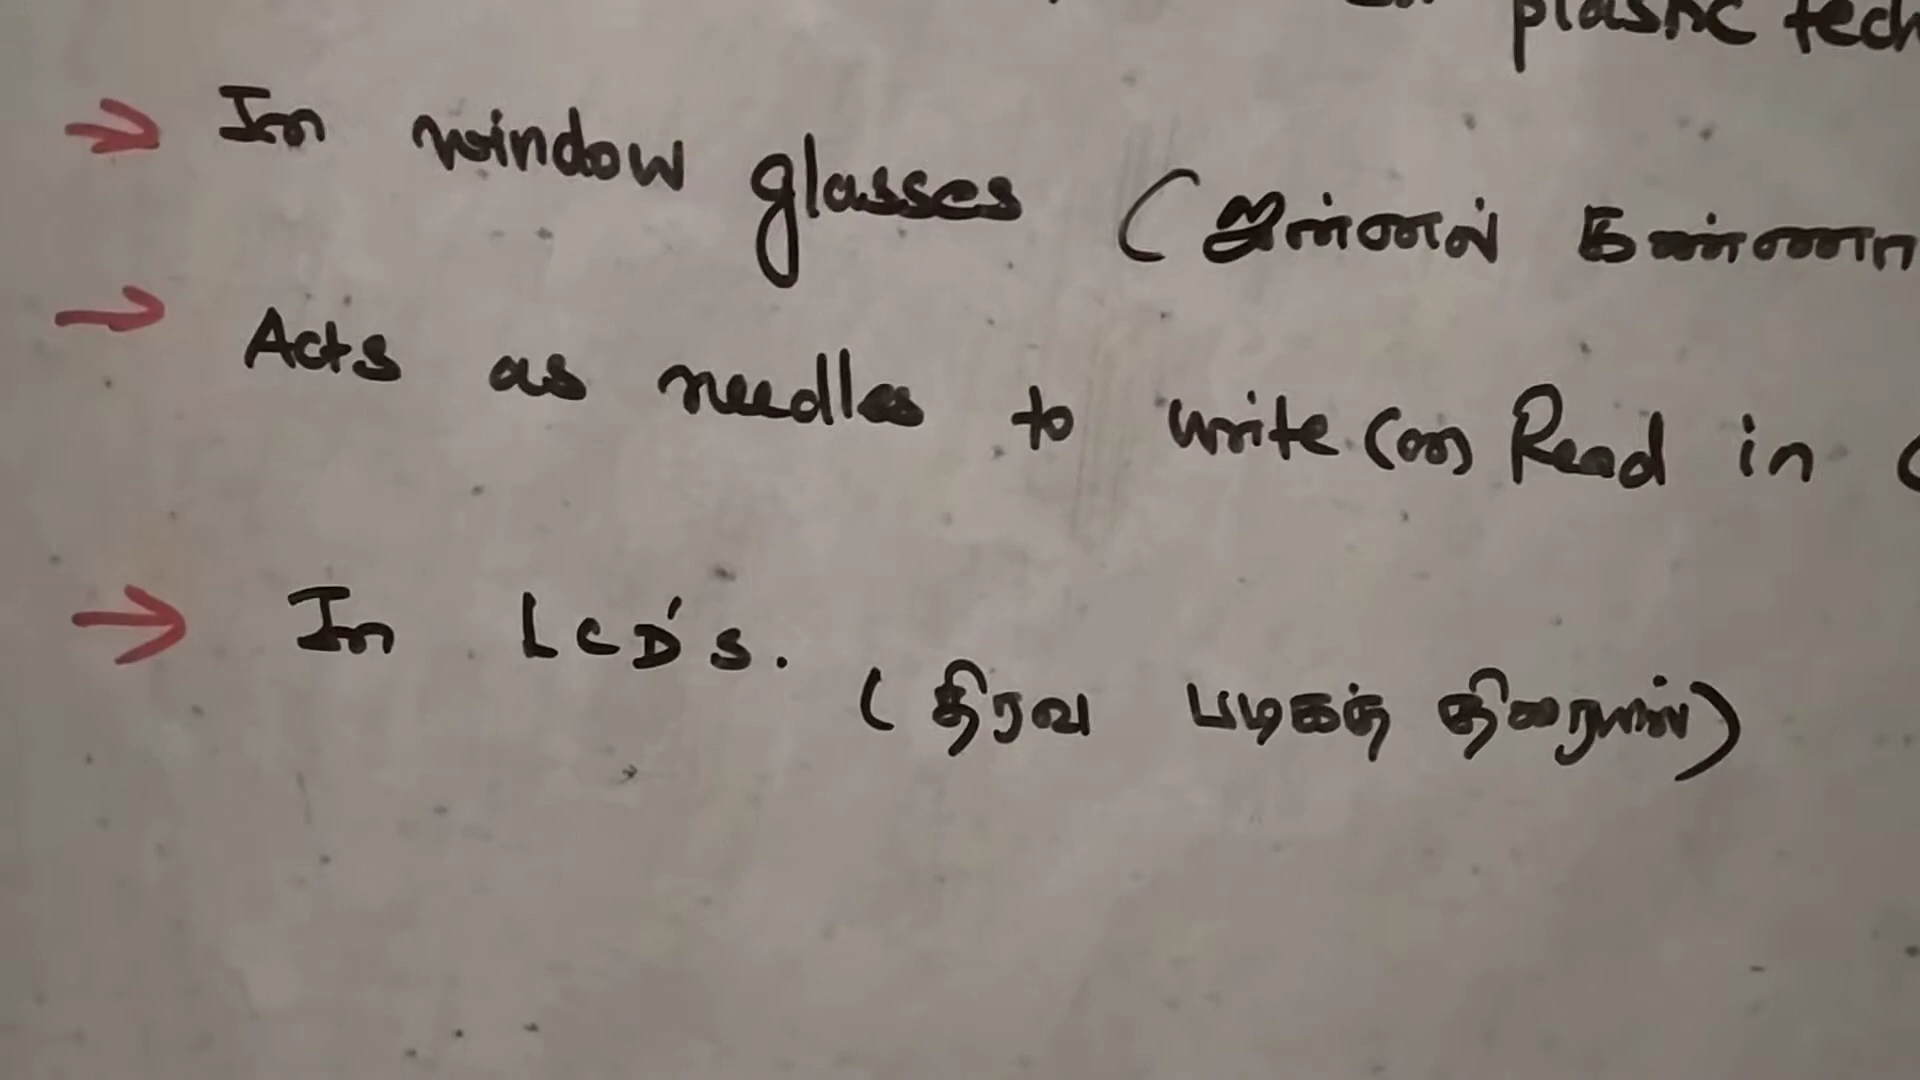 plastic tech
→ In window glasses (ஜன்னல் கண்ணா
→ Acts as needles to write (or) Read in (
→ In LCD's.
(திரவ படிகத் திரையில்)